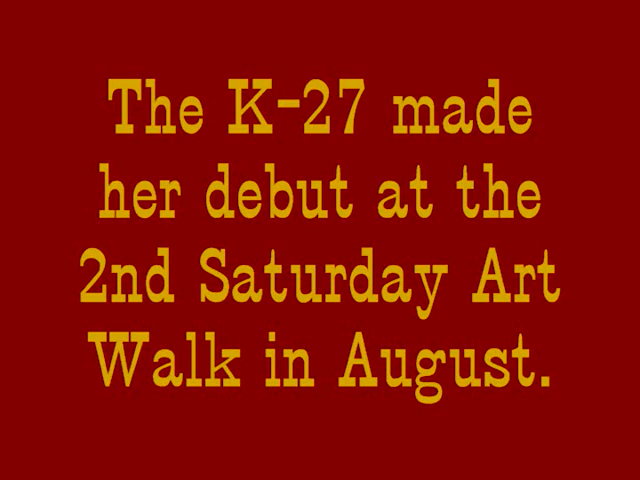 The K-27 made
her debut at the
2nd Saturday Art
Walk in August.